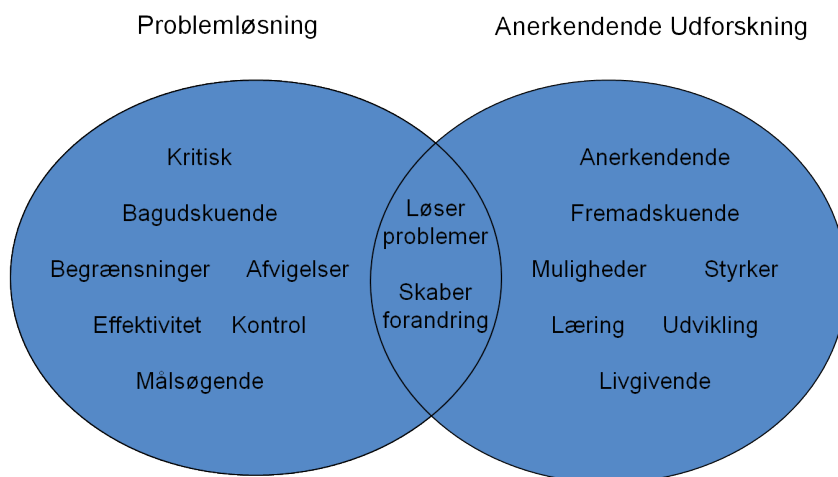 Problemløsning
Anerkendende Udforskning
Kritisk
Bagudskuende
Begrænsninger Afvigelser
Effektivitet Kontrol
Målsøgende
Løser
problemer
Skaber
forandring
Anerkendende
Fremadskuende
Muligheder Styrker
Læring Udvikling
Livgivende